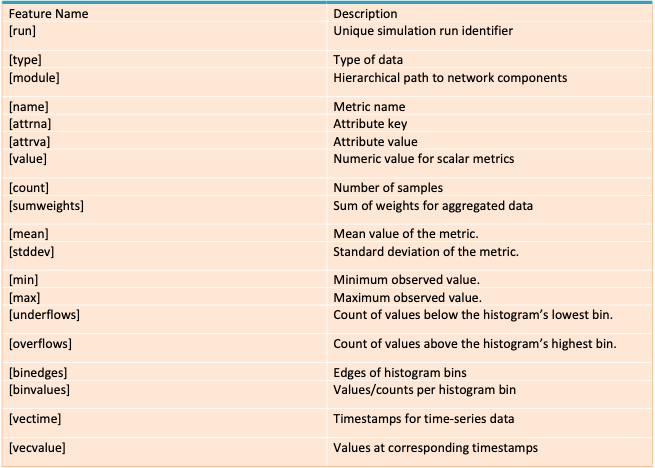 Feature Name Description
[run] Unique simulation run identifier
[type] Type of data
[module] Hierarchical path to network components
[name] Metric name
[attrna] Attribute key
[attrva] Attribute value
[value] Numeric value for scalar metrics
[count] Number of samples
[sumweights] Sum of weights for aggregated data
[mean] Mean value of the metric.
[stddev] Standard deviation of the metric.
[min] Minimum observed value.
[max] Maximum observed value.
[underflows] Count of values below the histogram’s lowest bin.
[overflows] Count of values above the histogram’s highest bin.
[binedges] Edges of histogram bins
[binvalues] Values/counts per histogram bin
[vectime] Timestamps for time-series data
[vecvalue] Values at corresponding timestamps